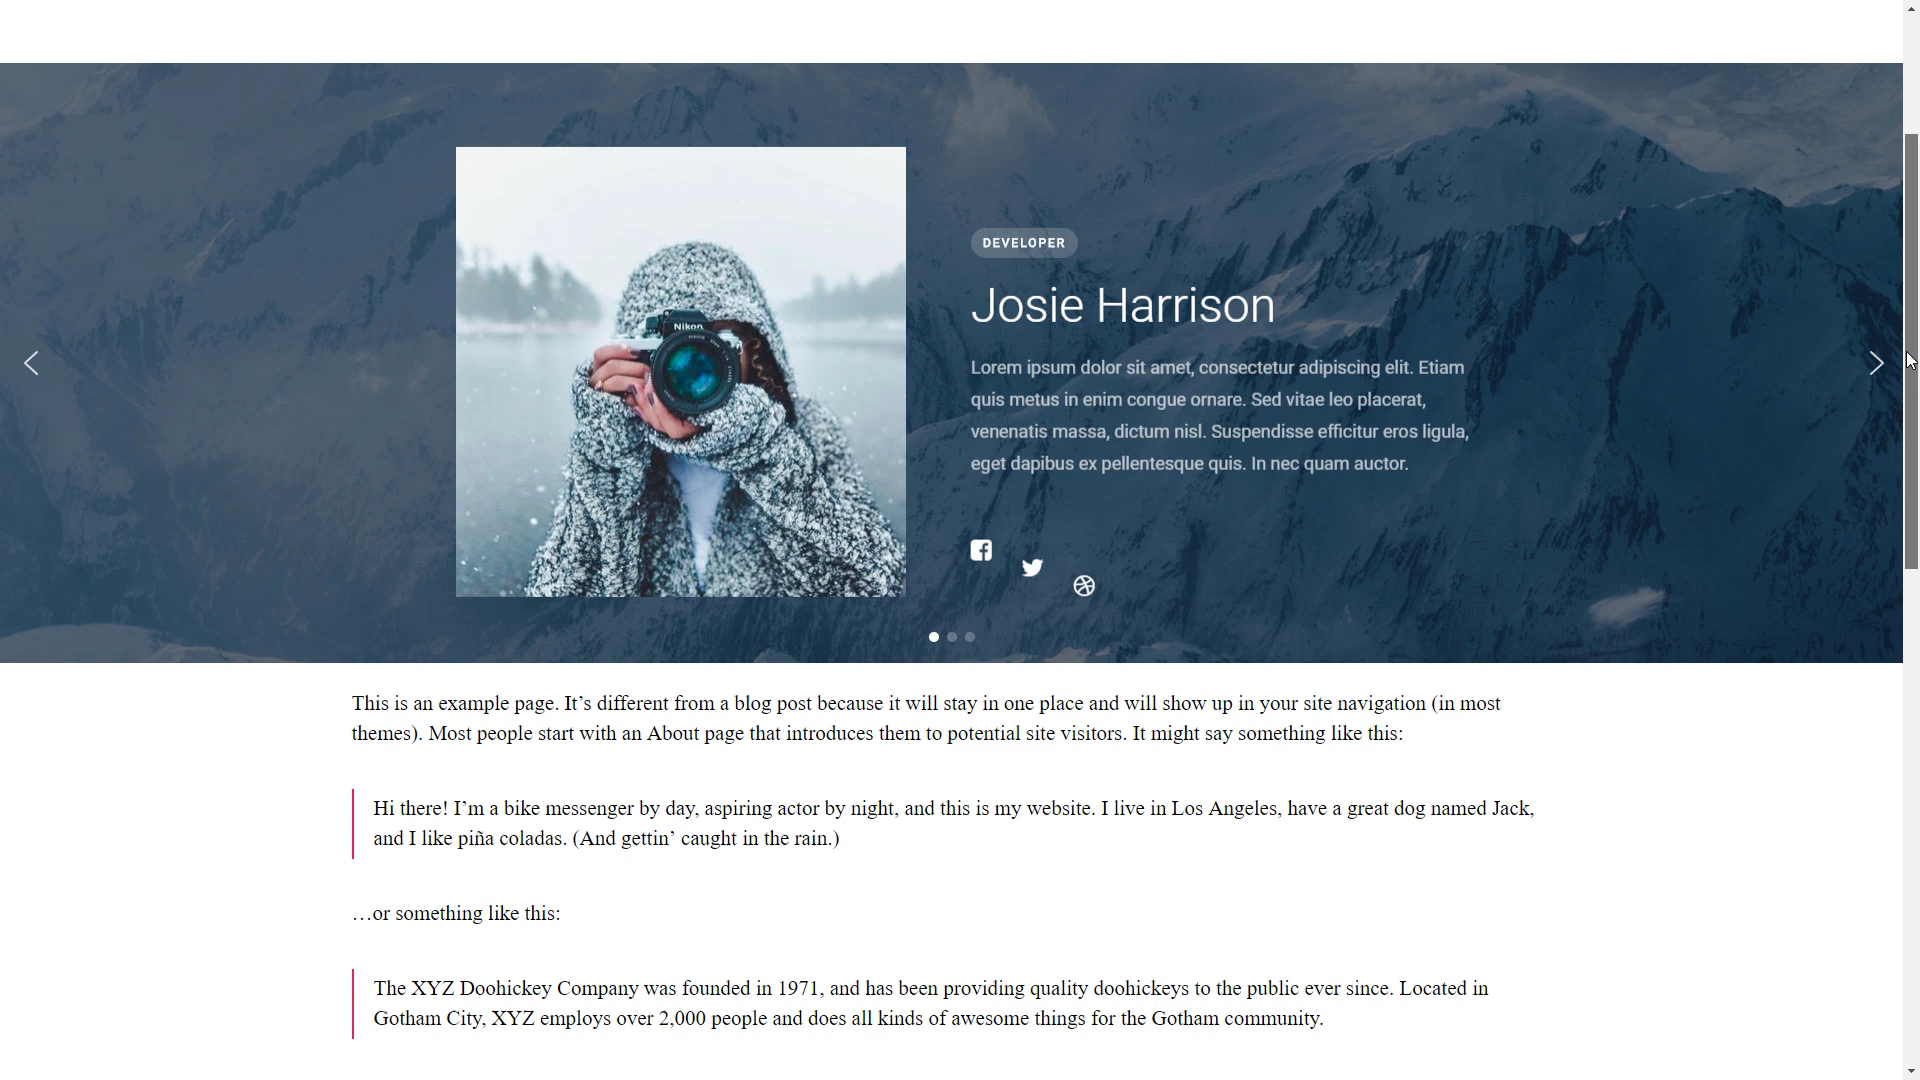 Nikon
DEVELOPER
Josie Harrison
Lorem ipsum dolor sit amet, consectetur adipiscing elit. Etiam
quis metus in enim congue ornare. Sed vitae leo placerat,
venenatis massa, dictum nisl. Suspendisse efficitur eros ligula,
eget dapibus ex pellentesque quis. In nec quam auctor.
This is an example page. It’s different from a blog post because it will stay in one place and will show up in your site navigation (in most
themes). Most people start with an About page that introduces them to potential site visitors. It might say something like this:
Hi there! I’m a bike messenger by day, aspiring actor by night, and this is my website. I live in Los Angeles, have a great dog named Jack,
and I like piña coladas. (And gettin’ caught in the rain.)
…or something like this:
The XYZ Doohickey Company was founded in 1971, and has been providing quality doohickeys to the public ever since. Located in
Gotham City, XYZ employs over 2,000 people and does all kinds of awesome things for the Gotham community.